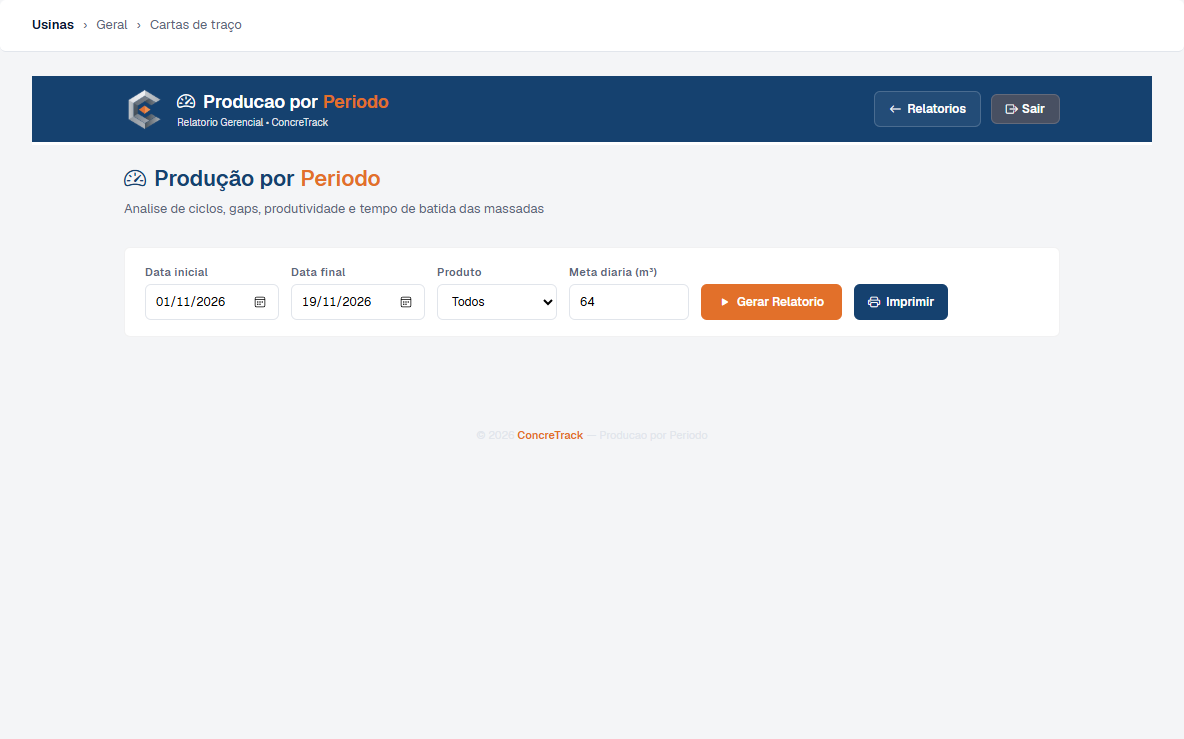 Usinas › Geral › Cartas de traço
Producao por Periodo
Relatorio Gerencial • ConcreTrack
← Relatorios
Sair
Produção por Periodo
Analise de ciclos, gaps, produtividade e tempo de batida das massadas
Data inicial
Data final
Produto
Meta diaria (m³)
01/11/2026
19/11/2026
Todos
64
Gerar Relatorio
Imprimir
© 2026 ConcreTrack — Producao por Periodo